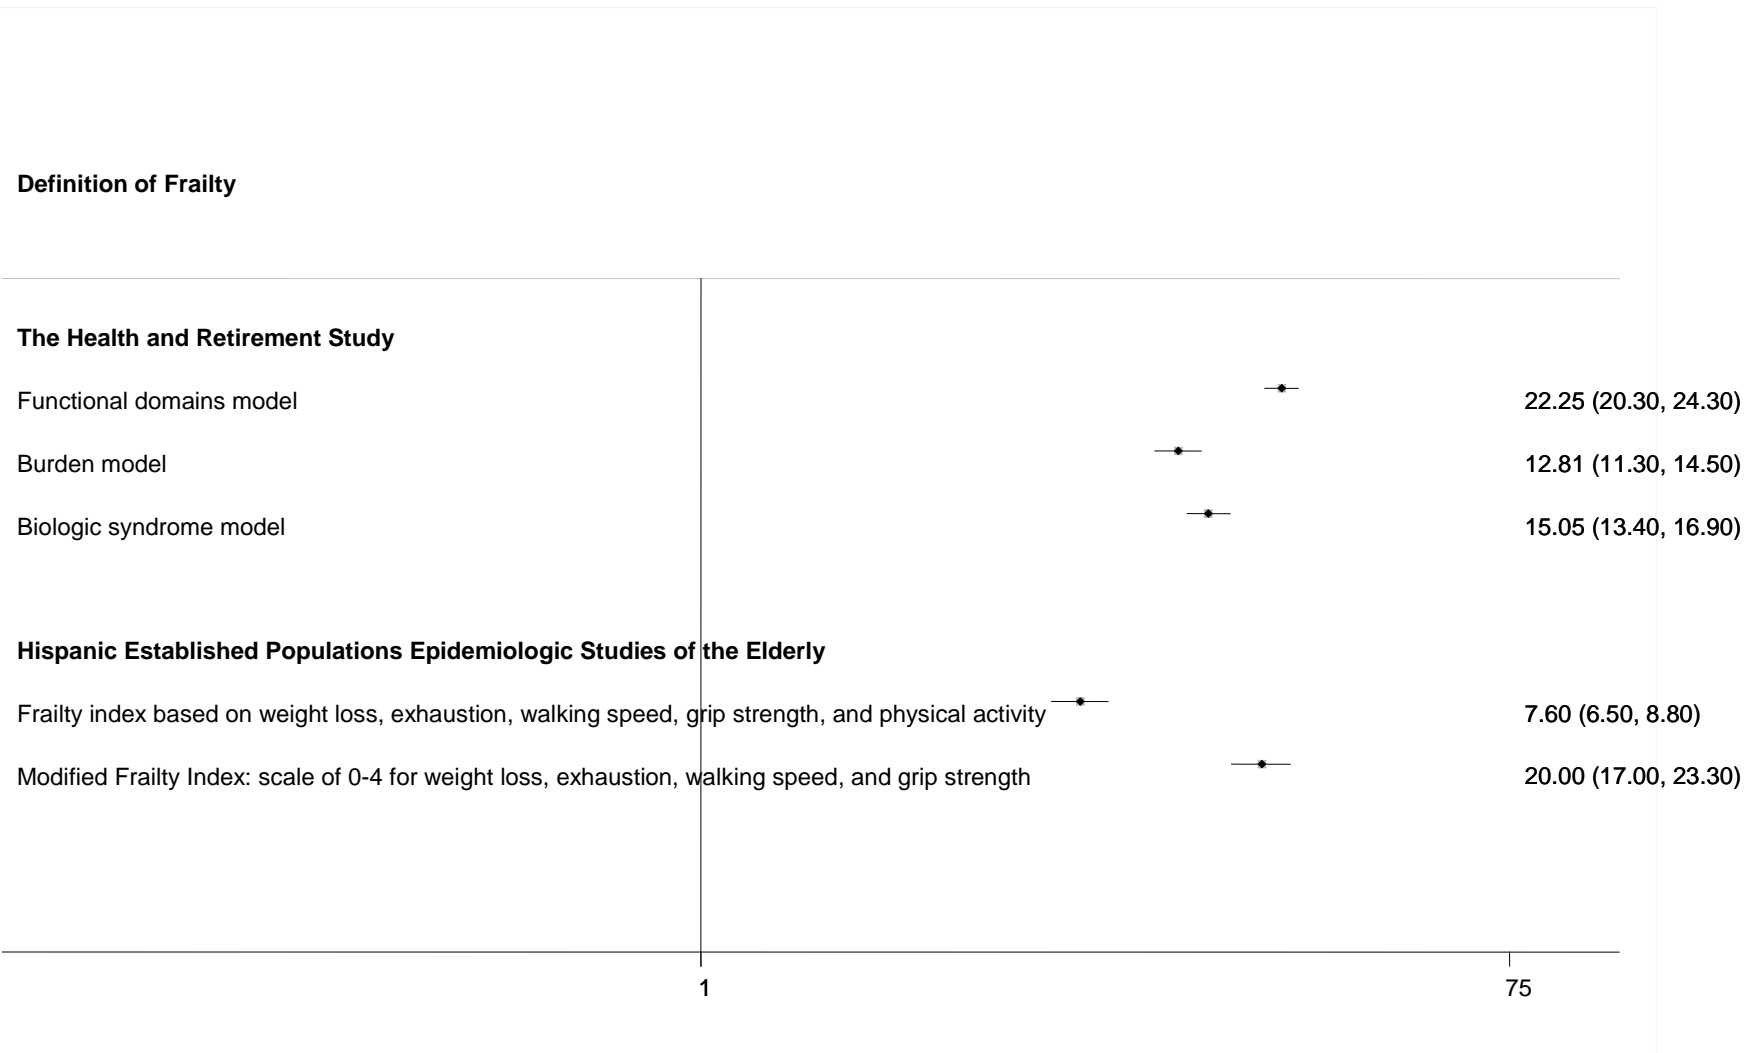 Definition of Frailty
The Health and Retirement Study
Functional domains model 22.25 (20.30, 24.30)
Burden model 12.81 (11.30, 14.50)
Biologic syndrome model 15.05 (13.40, 16.90)
Hispanic Established Populations Epidemiologic Studies of the Elderly
Frailty index based on weight loss, exhaustion, walking speed, grip strength, and physical activity 7.60 (6.50, 8.80)
Modified Frailty Index: scale of 0-4 for weight loss, exhaustion, walking speed, and grip strength 20.00 (17.00, 23.30)
1 75